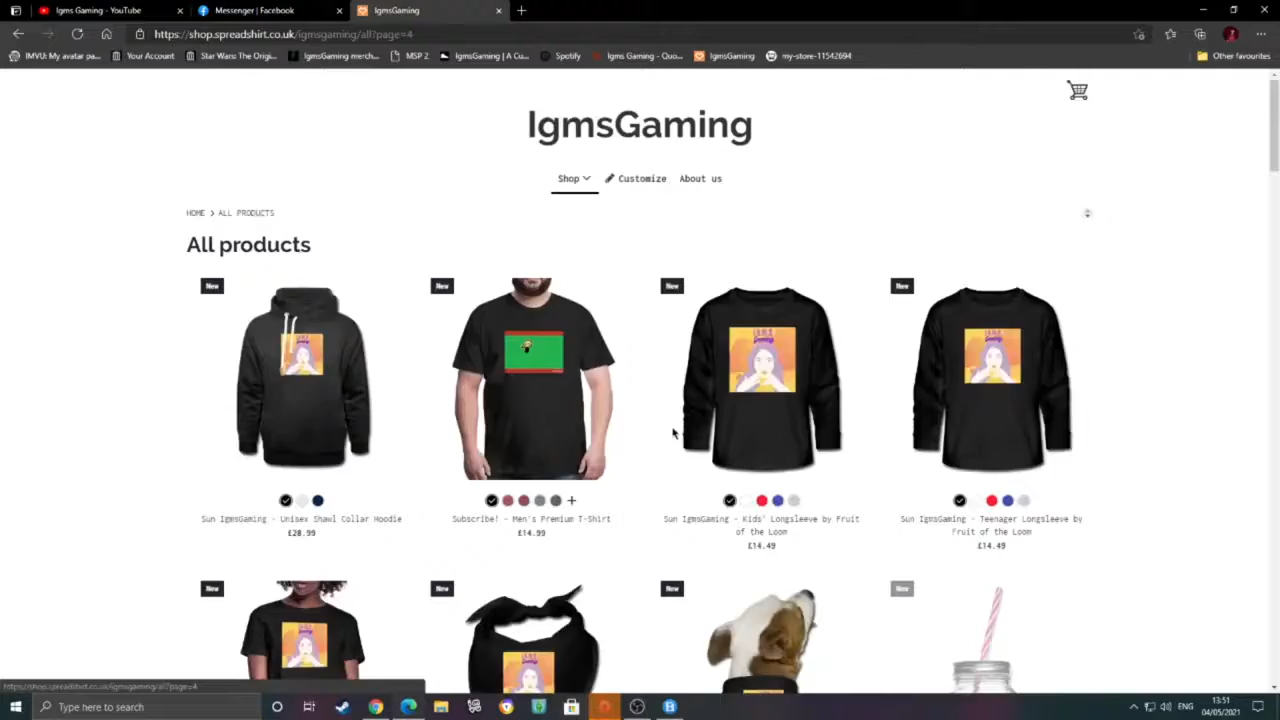 Igms Gaming - YouTube
Messenger | Facebook
IgmsGaming
https://shop.spreadshirt.co.uk/igmsgaming/all?page=4
IMVU: My avatar pa...
Your Account
Star Wars: The Origi...
IgmsGaming merch...
MSP 2
IgmsGaming | A Cu...
Spotify
Igms Gaming - Quo...
IgmsGaming
my-store-11542694
Other favourites
IgmsGaming
Shop
Customize
About us
HOME > ALL PRODUCTS
All products
New
New
New
New
Sun IgmsGaming - Unisex Shawl Collar Hoodie
£28.99
Subscribe! - Men's Premium T-Shirt
£14.99
Sun IgmsGaming - Kids' Longsleeve by Fruit
of the Loom
£14.49
Sun IgmsGaming - Teenager Longsleeve by
Fruit of the Loom
£14.49
New
New
New
New
https://shop.spreadshirt.co.uk/igmsgaming/all?page=4
Type here to search
ENG
13:51
04/05/2021